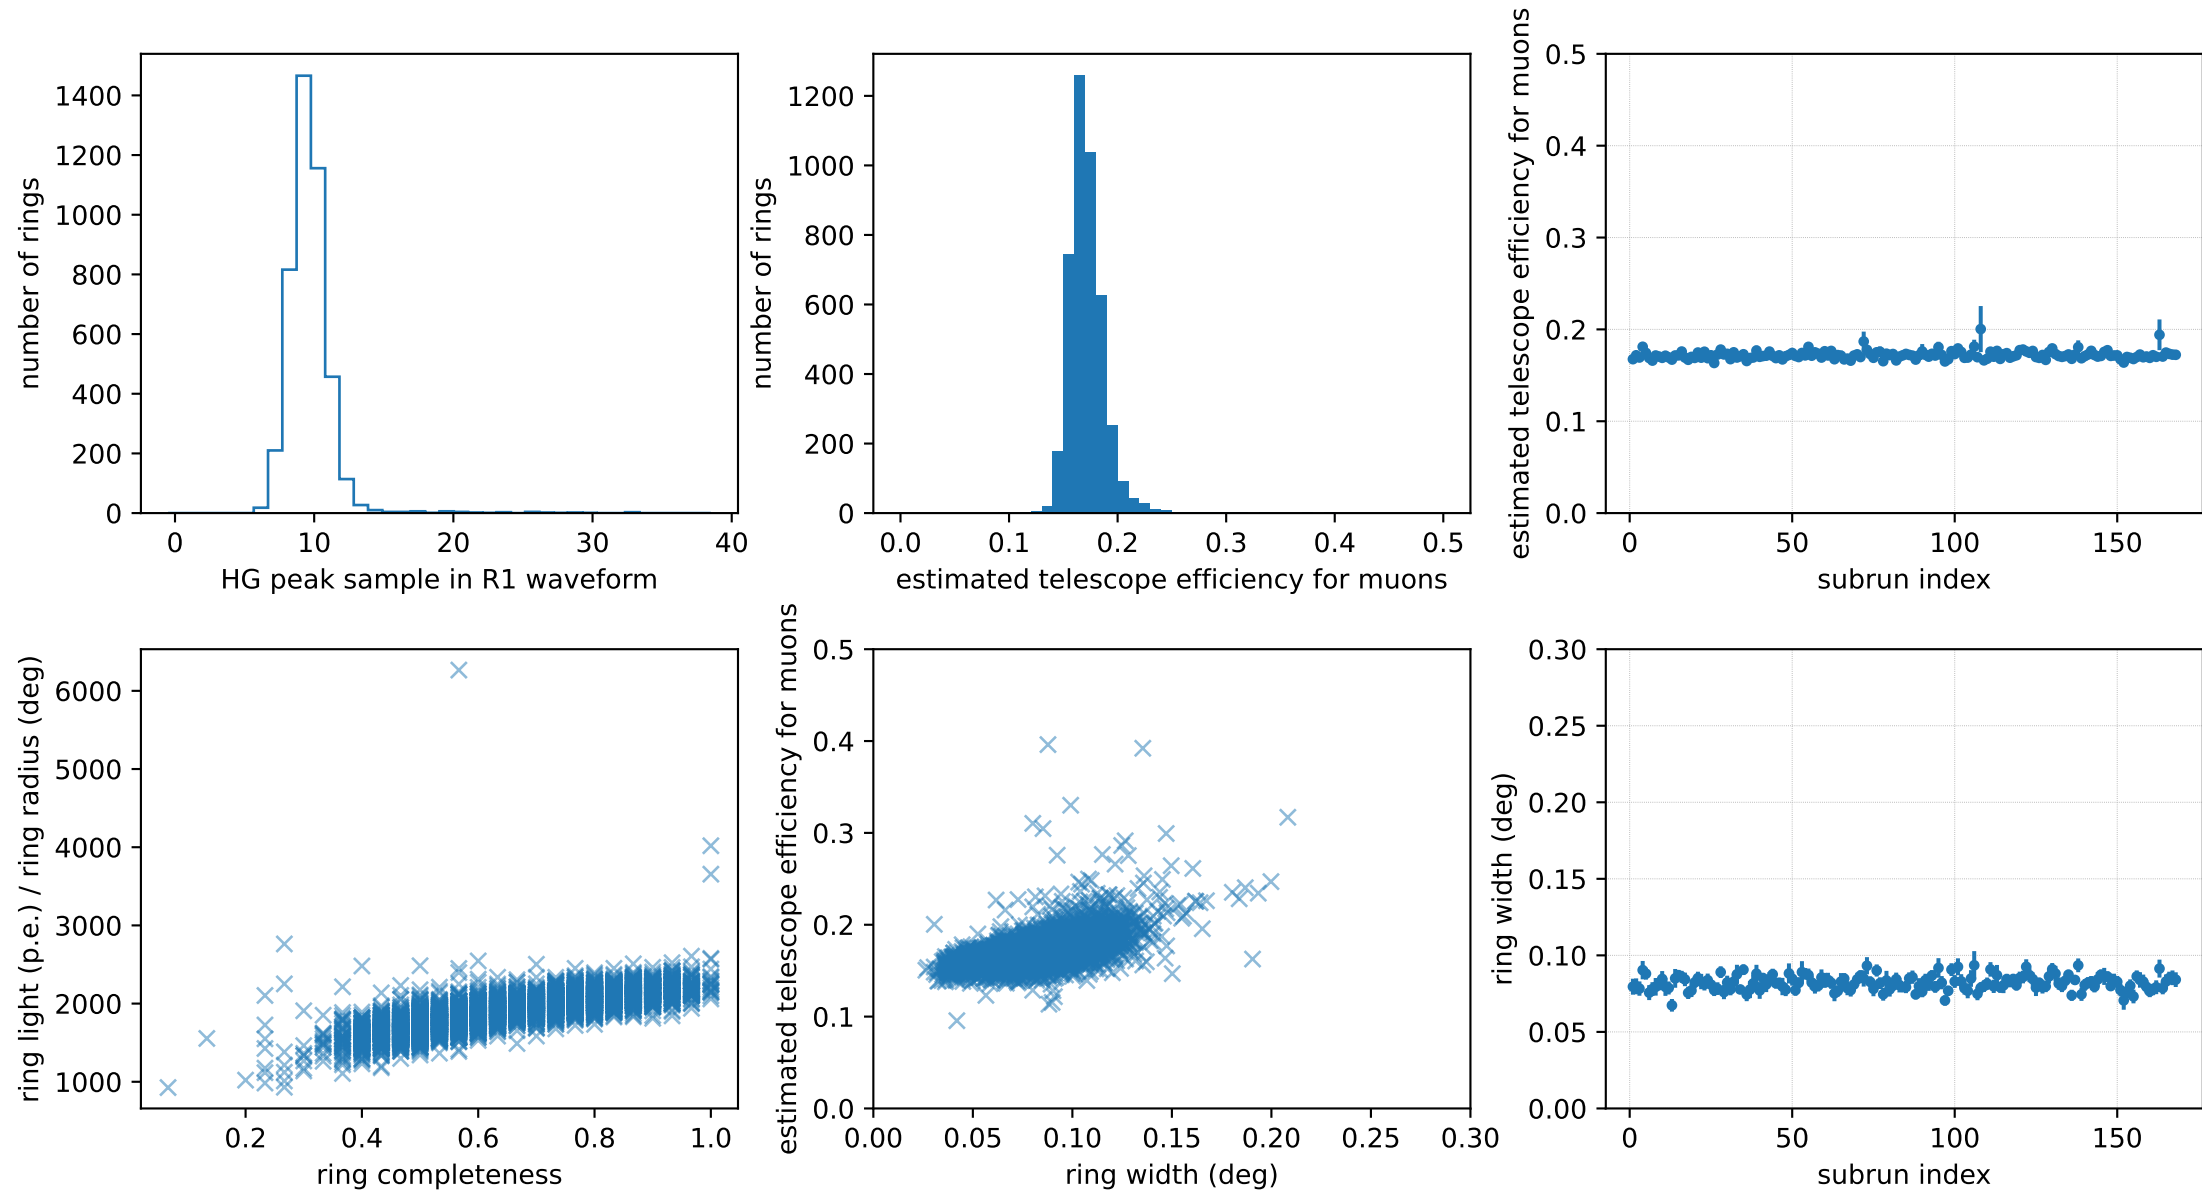 number of rings
1400
1200
1000
800
600
400
200
0
0 10 20 30 40
HG peak sample in R1 waveform
number of rings
1200
1000
800
600
400
200
0
0.0 0.1 0.2 0.3 0.4 0.5
estimated telescope efficiency for muons
estimated telescope efficiency for muons
0.5
0.4
0.3
0.2
0.1
0.0
0 50 100 150
subrun index
ring light (p.e.) / ring radius (deg)
6000
5000
4000
3000
2000
1000
0.2 0.4 0.6 0.8 1.0
ring completeness
estimated telescope efficiency for muons
0.5
0.4
0.3
0.2
0.1
0.0
0.00 0.05 0.10 0.15 0.20 0.25 0.30
ring width (deg)
ring width (deg)
0.30
0.25
0.20
0.15
0.10
0.05
0.00
0 50 100 150
subrun index